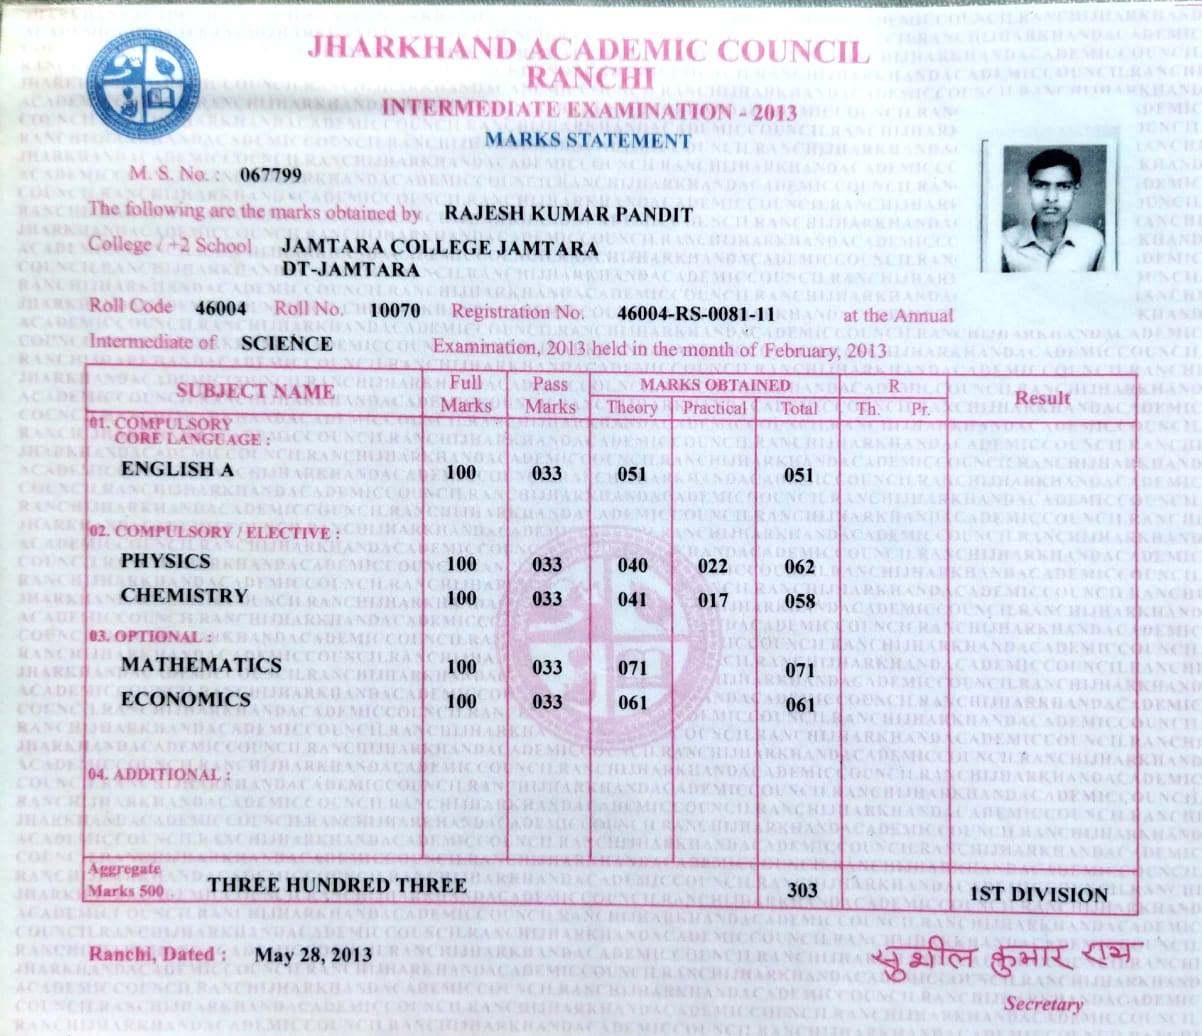 JHARKHAND ACADEMIC COUNCIL
RANCHI
INTERMEDIATE EXAMINATION - 2013
MARKS STATEMENT
M. S. No. : 067799
The following are the marks obtained by RAJESH KUMAR PANDIT
College / +2 School JAMTARA COLLEGE JAMTARA
DT-JAMTARA
Roll Code 46004 Roll No. 10070 Registration No. 46004-RS-0081-11 at the Annual
Intermediate of SCIENCE Examination, 2013 held in the month of February, 2013
SUBJECT NAME Full Marks Pass Marks MARKS OBTAINED R Result
Theory Practical Total Th. Pr.
01. COMPULSORY
CORE LANGUAGE :
ENGLISH A 100 033 051 051
02. COMPULSORY / ELECTIVE :
PHYSICS 100 033 040 022 062
CHEMISTRY 100 033 041 017 058
03. OPTIONAL :
MATHEMATICS 100 033 071 071
ECONOMICS 100 033 061 061
04. ADDITIONAL :
Aggregate
Marks 500 THREE HUNDRED THREE 303 1ST DIVISION
Ranchi, Dated : May 28, 2013 सुशील कुमार राम
Secretary